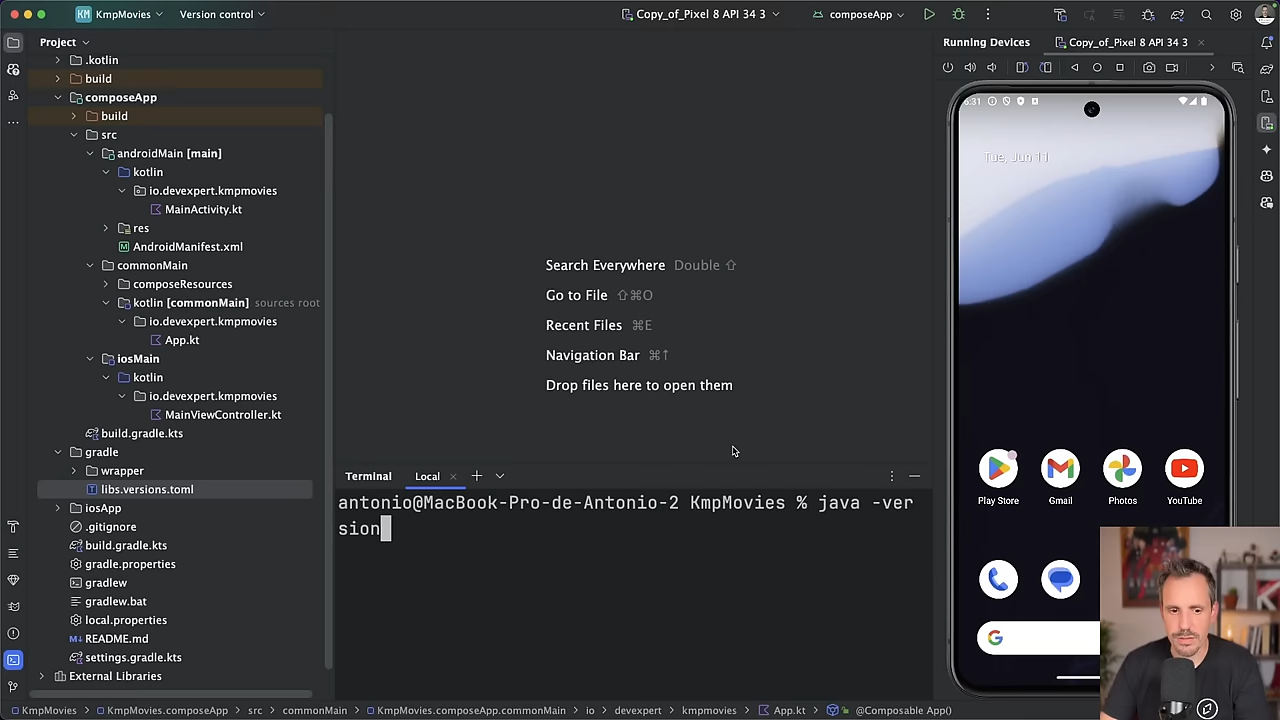 KM KmpMovies
Version control
Copy_of_Pixel 8 API 34 3
composeApp
Project
.kotlin
build
composeApp
build
src
androidMain [main]
kotlin
io.devexpert.kmpmovies
MainActivity.kt
res
AndroidManifest.xml
commonMain
composeResources
kotlin [commonMain] sources root
io.devexpert.kmpmovies
App.kt
iosMain
kotlin
io.devexpert.kmpmovies
MainViewController.kt
build.gradle.kts
gradle
wrapper
libs.versions.toml
iosApp
.gitignore
build.gradle.kts
gradle.properties
gradlew
gradlew.bat
local.properties
README.md
settings.gradle.kts
External Libraries
Search Everywhere Double ⇧
Go to File ⇧⌘O
Recent Files ⌘E
Navigation Bar ⌘↑
Drop files here to open them
Terminal Local
antonio@MacBook-Pro-de-Antonio-2 KmpMovies % java -ver
sion
Running Devices Copy_of_Pixel 8 API 34 3
6:31
Tue, Jun 11
Play Store Gmail Photos YouTube
KmpMovies KmpMovies.composeApp src commonMain KmpMovies.composeApp.commonMain io devexpert kmpmovies App.kt @Composable App()